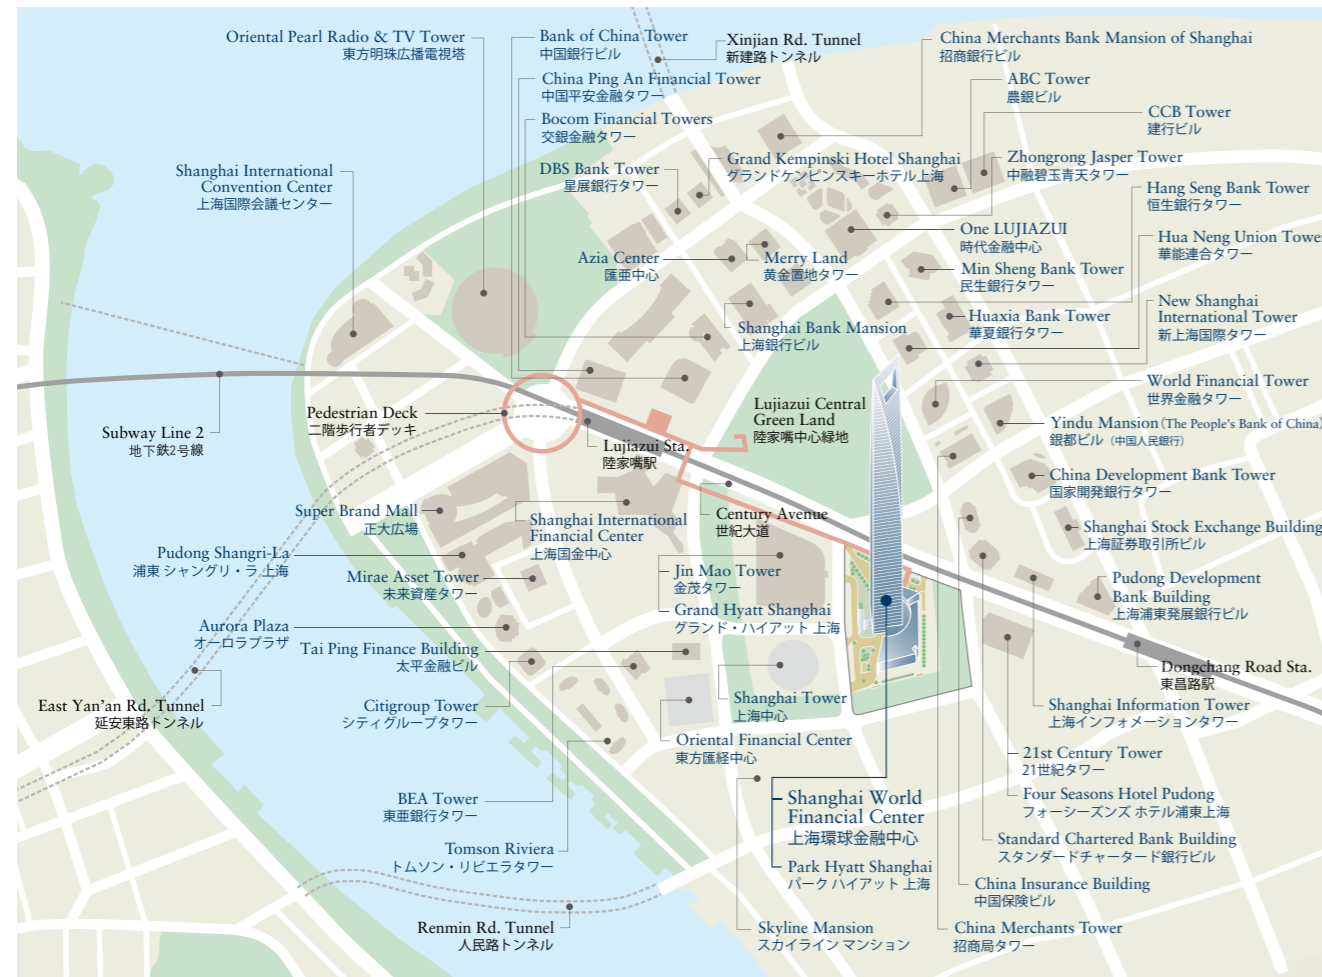 Oriental Pearl Radio & TV Tower
東方明珠広播電視塔
Bank of China Tower
中国銀行ビル
Xinjian Rd. Tunnel
新建路トンネル
China Merchants Bank Mansion of Shanghai
招商銀行ビル
China Ping An Financial Tower
中国平安金融タワー
ABC Tower
農銀ビル
Bocom Financial Towers
交銀金融タワー
CCB Tower
建行ビル
DBS Bank Tower
星展銀行タワー
Grand Kempinski Hotel Shanghai
グランドケンピンスキーホテル上海
Zhongrong Jasper Tower
中融碧玉青天タワー
Shanghai International
Convention Center
上海国際会議センター
Hang Seng Bank Tower
恒生銀行タワー
One LUJIAZUI
時代金融中心
Hua Neng Union Tower
華能連合タワー
Azia Center
匯亜中心
Merry Land
黄金置地タワー
Min Sheng Bank Tower
民生銀行タワー
Shanghai Bank Mansion
上海銀行ビル
Huaxia Bank Tower
華夏銀行タワー
New Shanghai
International Tower
新上海国際タワー
World Financial Tower
世界金融タワー
Pedestrian Deck
二階歩行者デッキ
Lujiazui Central
Green Land
陸家嘴中心緑地
Subway Line 2
地下鉄2号線
Lujiazui Sta.
陸家嘴駅
Yindu Mansion (The People's Bank of China)
銀都ビル（中国人民銀行）
China Development Bank Tower
国家開発銀行タワー
Super Brand Mall
正大広場
Shanghai International
Financial Center
上海国金中心
Century Avenue
世紀大道
Shanghai Stock Exchange Building
上海証券取引所ビル
Pudong Shangri-La
浦東 シャングリ・ラ 上海
Mirae Asset Tower
未来資産タワー
Jin Mao Tower
金茂タワー
Grand Hyatt Shanghai
グランド・ハイアット 上海
Pudong Development
Bank Building
上海浦東発展銀行ビル
Aurora Plaza
オーロラプラザ
Tai Ping Finance Building
太平金融ビル
Dongchang Road Sta.
東昌路駅
East Yan'an Rd. Tunnel
延安東路トンネル
Citigroup Tower
シティグループタワー
Shanghai Tower
上海中心
Shanghai Information Tower
上海インフォメーションタワー
Oriental Financial Center
東方匯経中心
21st Century Tower
21世紀タワー
BEA Tower
東亜銀行タワー
Shanghai World
Financial Center
上海環球金融中心
Four Seasons Hotel Pudong
フォーシーズンズ ホテル浦東上海
Tomson Riviera
トムソン・リビエラタワー
Park Hyatt Shanghai
パーク ハイアット 上海
Standard Chartered Bank Building
スタンダードチャータード銀行ビル
China Insurance Building
中国保険ビル
Renmin Rd. Tunnel
人民路トンネル
Skyline Mansion
スカイライン マンション
China Merchants Tower
招商局タワー